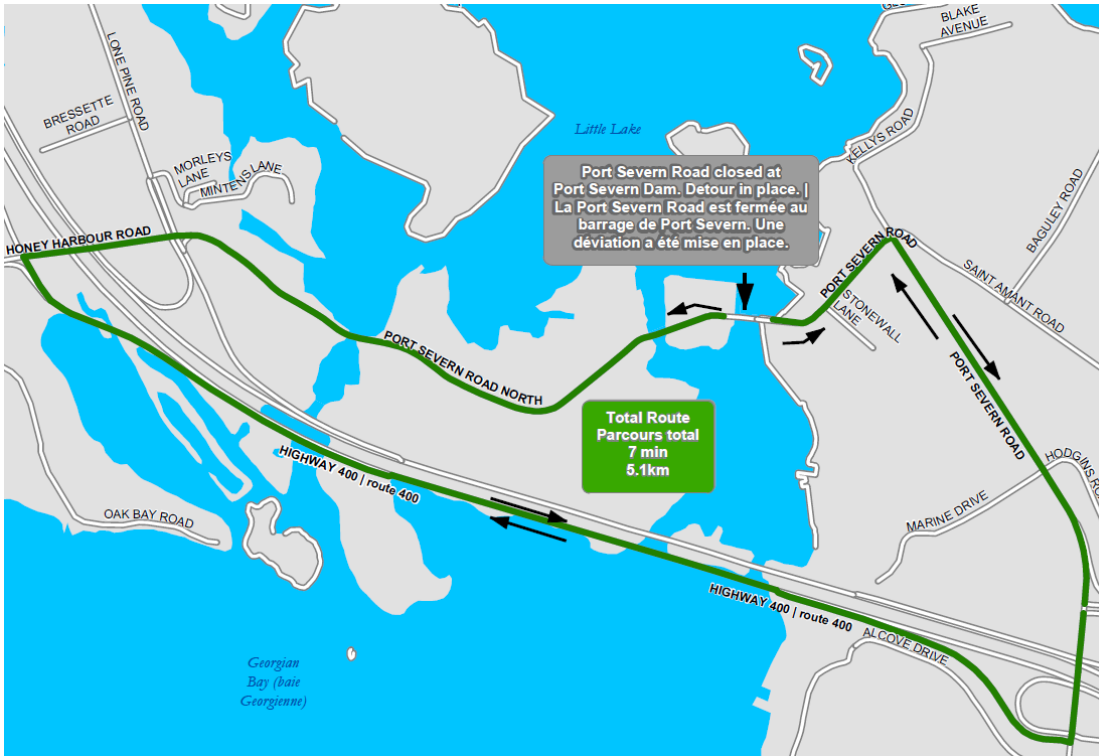 BLAKE
AVENUE
LONE PINE ROAD
BRESSETTE
ROAD
Little Lake
KELLYS ROAD
MORLEYS
LANE
MINTENS LANE
Port Severn Road closed at
Port Severn Dam. Detour in place. |
La Port Severn Road est fermée au
barrage de Port Severn. Une
déviation a été mise en place.
BAGULEY ROAD
HONEY HARBOUR ROAD
PORT SEVERN ROAD
SAINT AMANT ROAD
STONEWALL
LANE
PORT SEVERN ROAD NORTH
PORT SEVERN ROAD
Total Route
Parcours total
7 min
5.1km
HIGHWAY 400 | route 400
HODGINS RO
MARINE DRIVE
OAK BAY ROAD
HIGHWAY 400 | route 400
ALCOVE DRIVE
Georgian
Bay (baie
Georgienne)